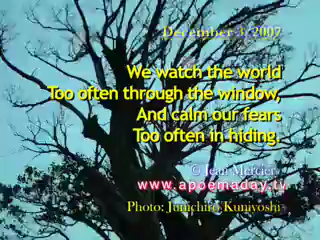 December 3, 2007
We watch the world
Too often through the window,
And calm our fears
Too often in hiding.
© Jean Mercier
www.apoemaday.tv
Photo: Junichiro Kuniyoshi